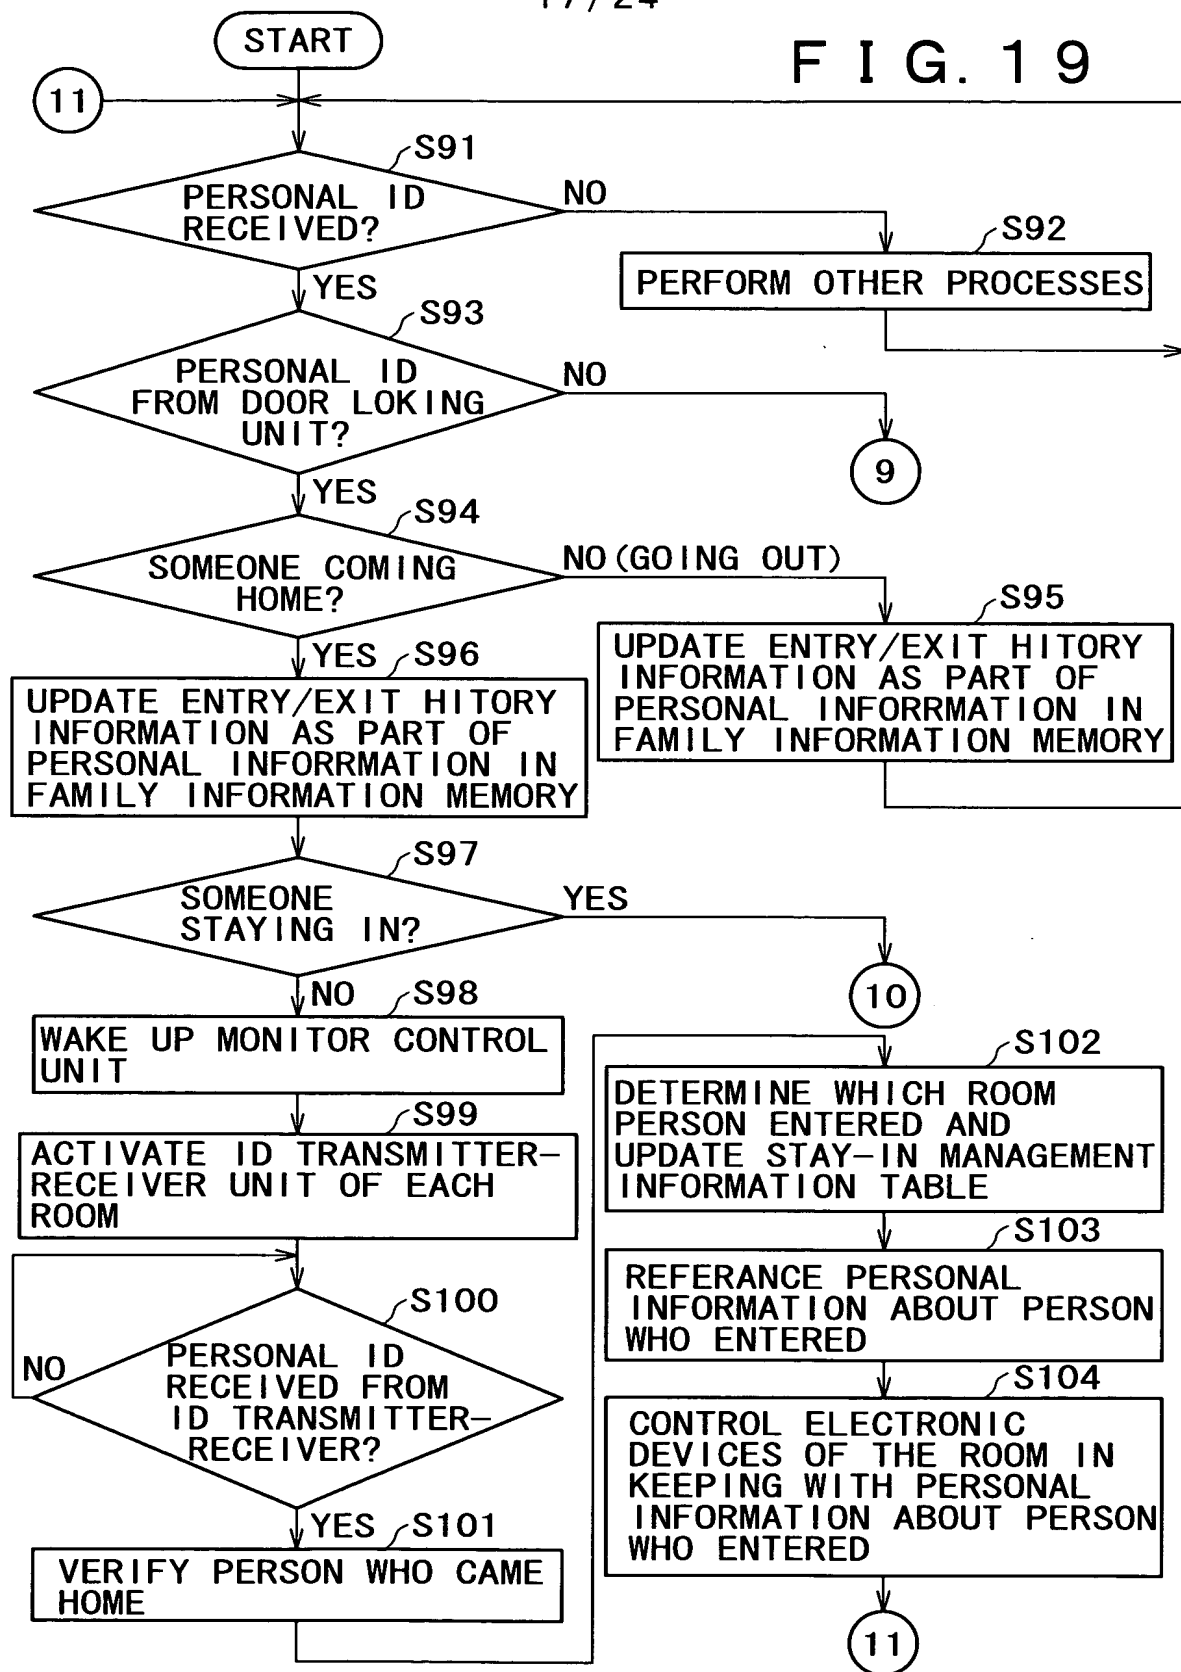 17/24
FIG. 19
START
11
S91
PERSONAL ID
RECEIVED?
NO
S92
PERFORM OTHER PROCESSES
YES
S93
PERSONAL ID
FROM DOOR LOKING
UNIT?
NO
9
YES
S94
SOMEONE COMING
HOME?
NO (GOING OUT)
S95
UPDATE ENTRY/EXIT HITORY
INFORMATION AS PART OF
PERSONAL INFORRMATION IN
FAMILY INFORMATION MEMORY
YES
S96
UPDATE ENTRY/EXIT HITORY
INFORMATION AS PART OF
PERSONAL INFORRMATION IN
FAMILY INFORMATION MEMORY
S97
SOMEONE
STAYING IN?
YES
10
NO
S98
WAKE UP MONITOR CONTROL
UNIT
S99
ACTIVATE ID TRANSMITTER-
RECEIVER UNIT OF EACH
ROOM
S100
PERSONAL ID
RECEIVED FROM
ID TRANSMITTER-
RECEIVER?
NO
YES
S101
VERIFY PERSON WHO CAME
HOME
S102
DETERMINE WHICH ROOM
PERSON ENTERED AND
UPDATE STAY-IN MANAGEMENT
INFORMATION TABLE
S103
REFERANCE PERSONAL
INFORMATION ABOUT PERSON
WHO ENTERED
S104
CONTROL ELECTRONIC
DEVICES OF THE ROOM IN
KEEPING WITH PERSONAL
INFORMATION ABOUT PERSON
WHO ENTERED
11